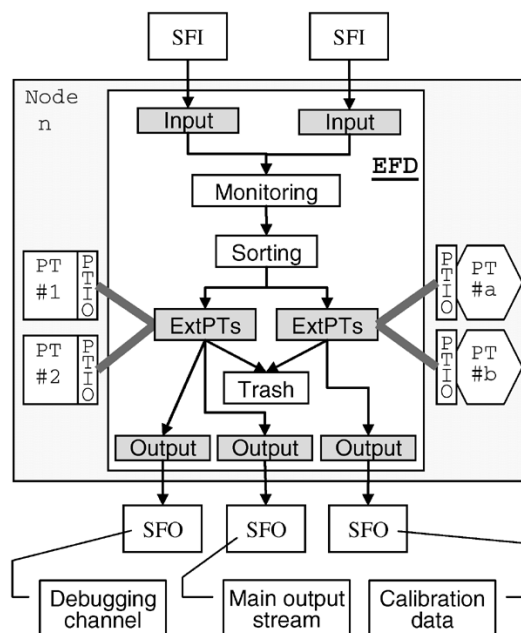 SFI
SFI
Node
n
Input
Input
EFD
Monitoring
Sorting
PT
#1
PTIO
PTIO
PT
#a
ExtPTs
ExtPTs
PT
#2
PTIO
PTIO
PT
#b
Trash
Output
Output
Output
SFO
SFO
SFO
Debugging
channel
Main output
stream
Calibration
data